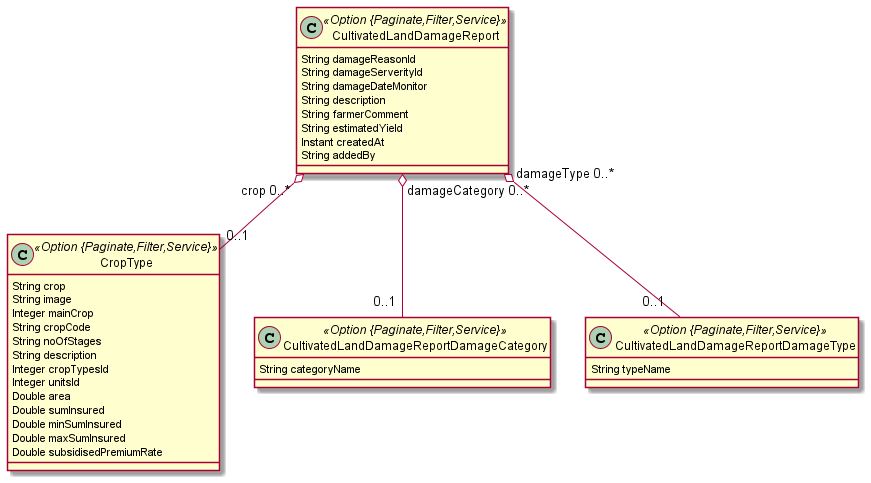 C «Option {Paginate,Filter,Service}»
CultivatedLandDamageReport
String damageReasonId
String damageServerityId
String damageDateMonitor
String description
String farmerComment
String estimatedYield
Instant createdAt
String addedBy
crop 0..*
damageCategory 0..*
damageType 0..*
0..1
0..1
0..1
C «Option {Paginate,Filter,Service}»
CropType
String crop
String image
Integer mainCrop
String cropCode
String noOfStages
String description
Integer cropTypesId
Integer unitsId
Double area
Double sumInsured
Double minSumInsured
Double maxSumInsured
Double subsidisedPremiumRate
C «Option {Paginate,Filter,Service}»
CultivatedLandDamageReportDamageCategory
String categoryName
C «Option {Paginate,Filter,Service}»
CultivatedLandDamageReportDamageType
String typeName